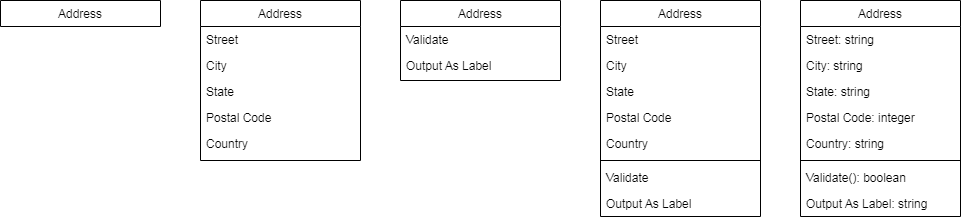 Address
Address
Street
City
State
Postal Code
Country
Address
Validate
Output As Label
Address
Street
City
State
Postal Code
Country
Validate
Output As Label
Address
Street: string
City: string
State: string
Postal Code: integer
Country: string
Validate(): boolean
Output As Label: string